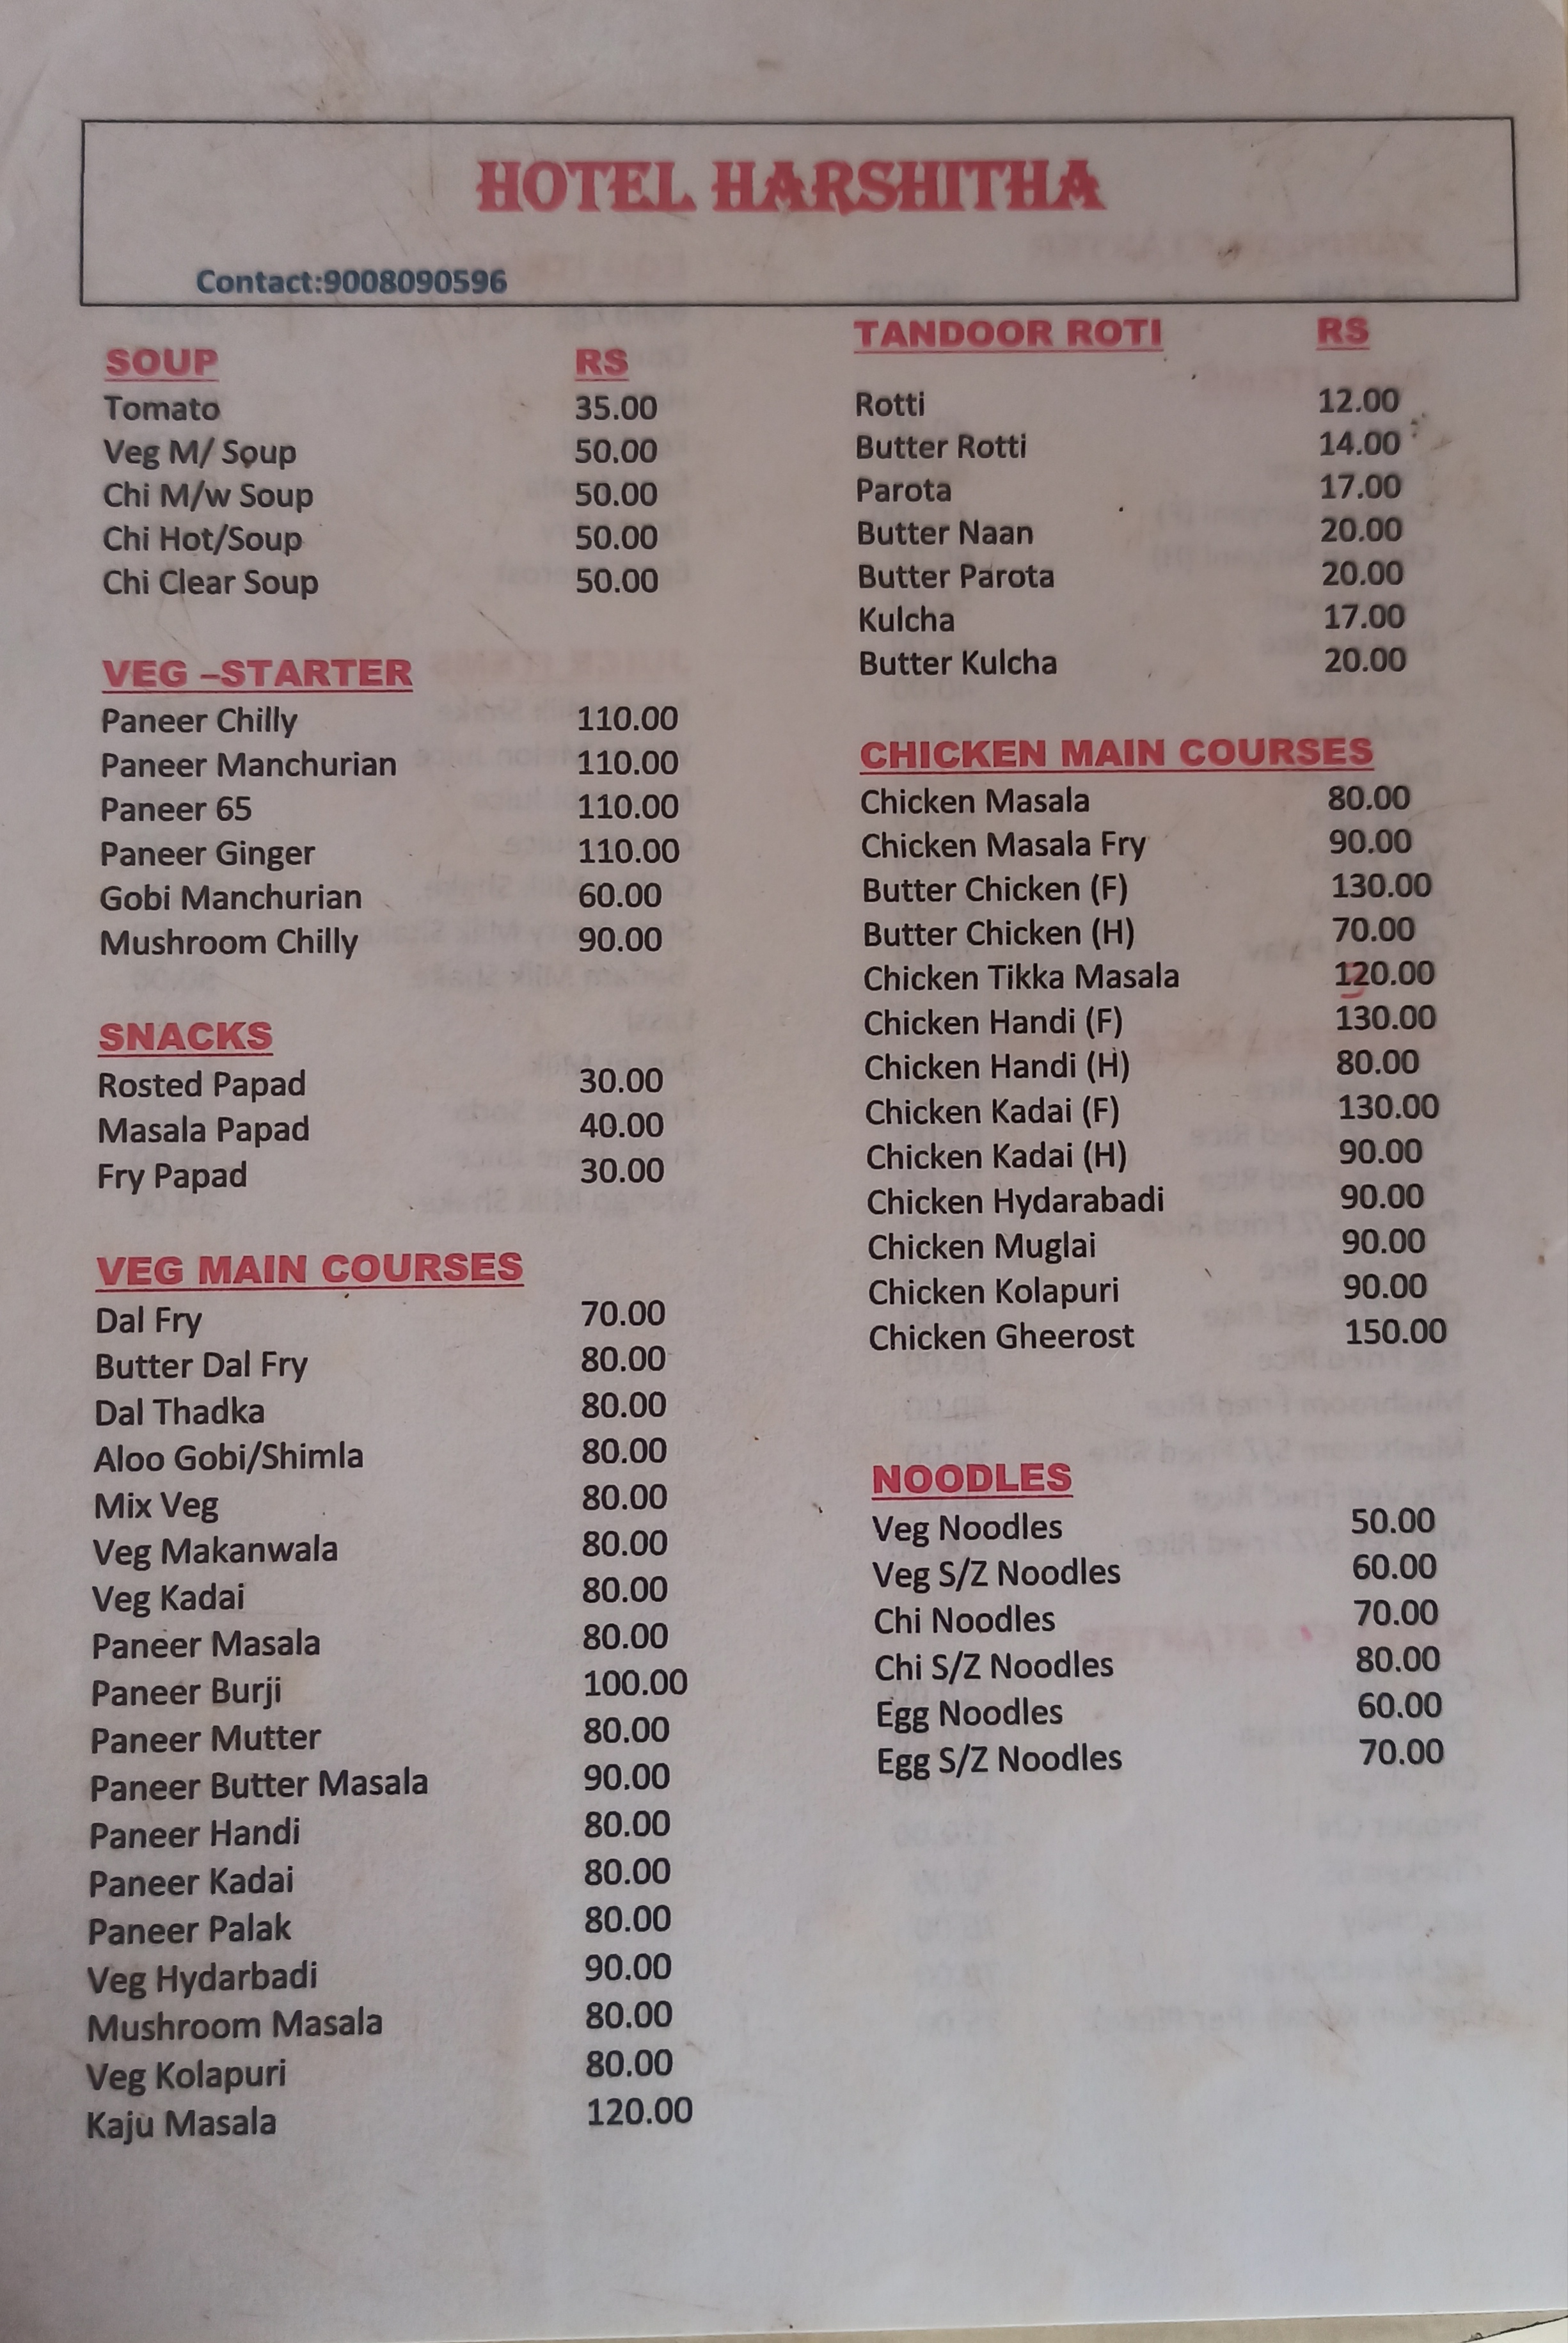 HOTEL HARSHITHA
Contact:9008090596
SOUP RS
Tomato 35.00
Veg M/ Soup 50.00
Chi M/w Soup 50.00
Chi Hot/Soup 50.00
Chi Clear Soup 50.00
VEG –STARTER
Paneer Chilly 110.00
Paneer Manchurian 110.00
Paneer 65 110.00
Paneer Ginger 110.00
Gobi Manchurian 60.00
Mushroom Chilly 90.00
SNACKS
Rosted Papad 30.00
Masala Papad 40.00
Fry Papad 30.00
VEG MAIN COURSES
Dal Fry 70.00
Butter Dal Fry 80.00
Dal Thadka 80.00
Aloo Gobi/Shimla 80.00
Mix Veg 80.00
Veg Makanwala 80.00
Veg Kadai 80.00
Paneer Masala 80.00
Paneer Burji 100.00
Paneer Mutter 80.00
Paneer Butter Masala 90.00
Paneer Handi 80.00
Paneer Kadai 80.00
Paneer Palak 80.00
Veg Hydarbadi 90.00
Mushroom Masala 80.00
Veg Kolapuri 80.00
Kaju Masala 120.00
TANDOOR ROTI RS
Rotti 12.00
Butter Rotti 14.00
Parota 17.00
Butter Naan 20.00
Butter Parota 20.00
Kulcha 17.00
Butter Kulcha 20.00
CHICKEN MAIN COURSES
Chicken Masala 80.00
Chicken Masala Fry 90.00
Butter Chicken (F) 130.00
Butter Chicken (H) 70.00
Chicken Tikka Masala 120.00
Chicken Handi (F) 130.00
Chicken Handi (H) 80.00
Chicken Kadai (F) 130.00
Chicken Kadai (H) 90.00
Chicken Hydarabadi 90.00
Chicken Muglai 90.00
Chicken Kolapuri 90.00
Chicken Gheerost 150.00
NOODLES
Veg Noodles 50.00
Veg S/Z Noodles 60.00
Chi Noodles 70.00
Chi S/Z Noodles 80.00
Egg Noodles 60.00
Egg S/Z Noodles 70.00